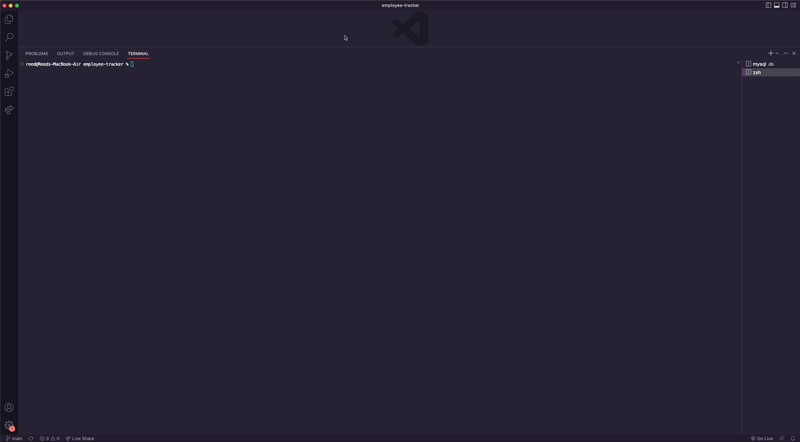 employee-tracker
PROBLEMS OUTPUT DEBUG CONSOLE TERMINAL
reed@Reeds-MacBook-Air employee-tracker %
mysql db
zsh
main 0 0 Live Share Go Live